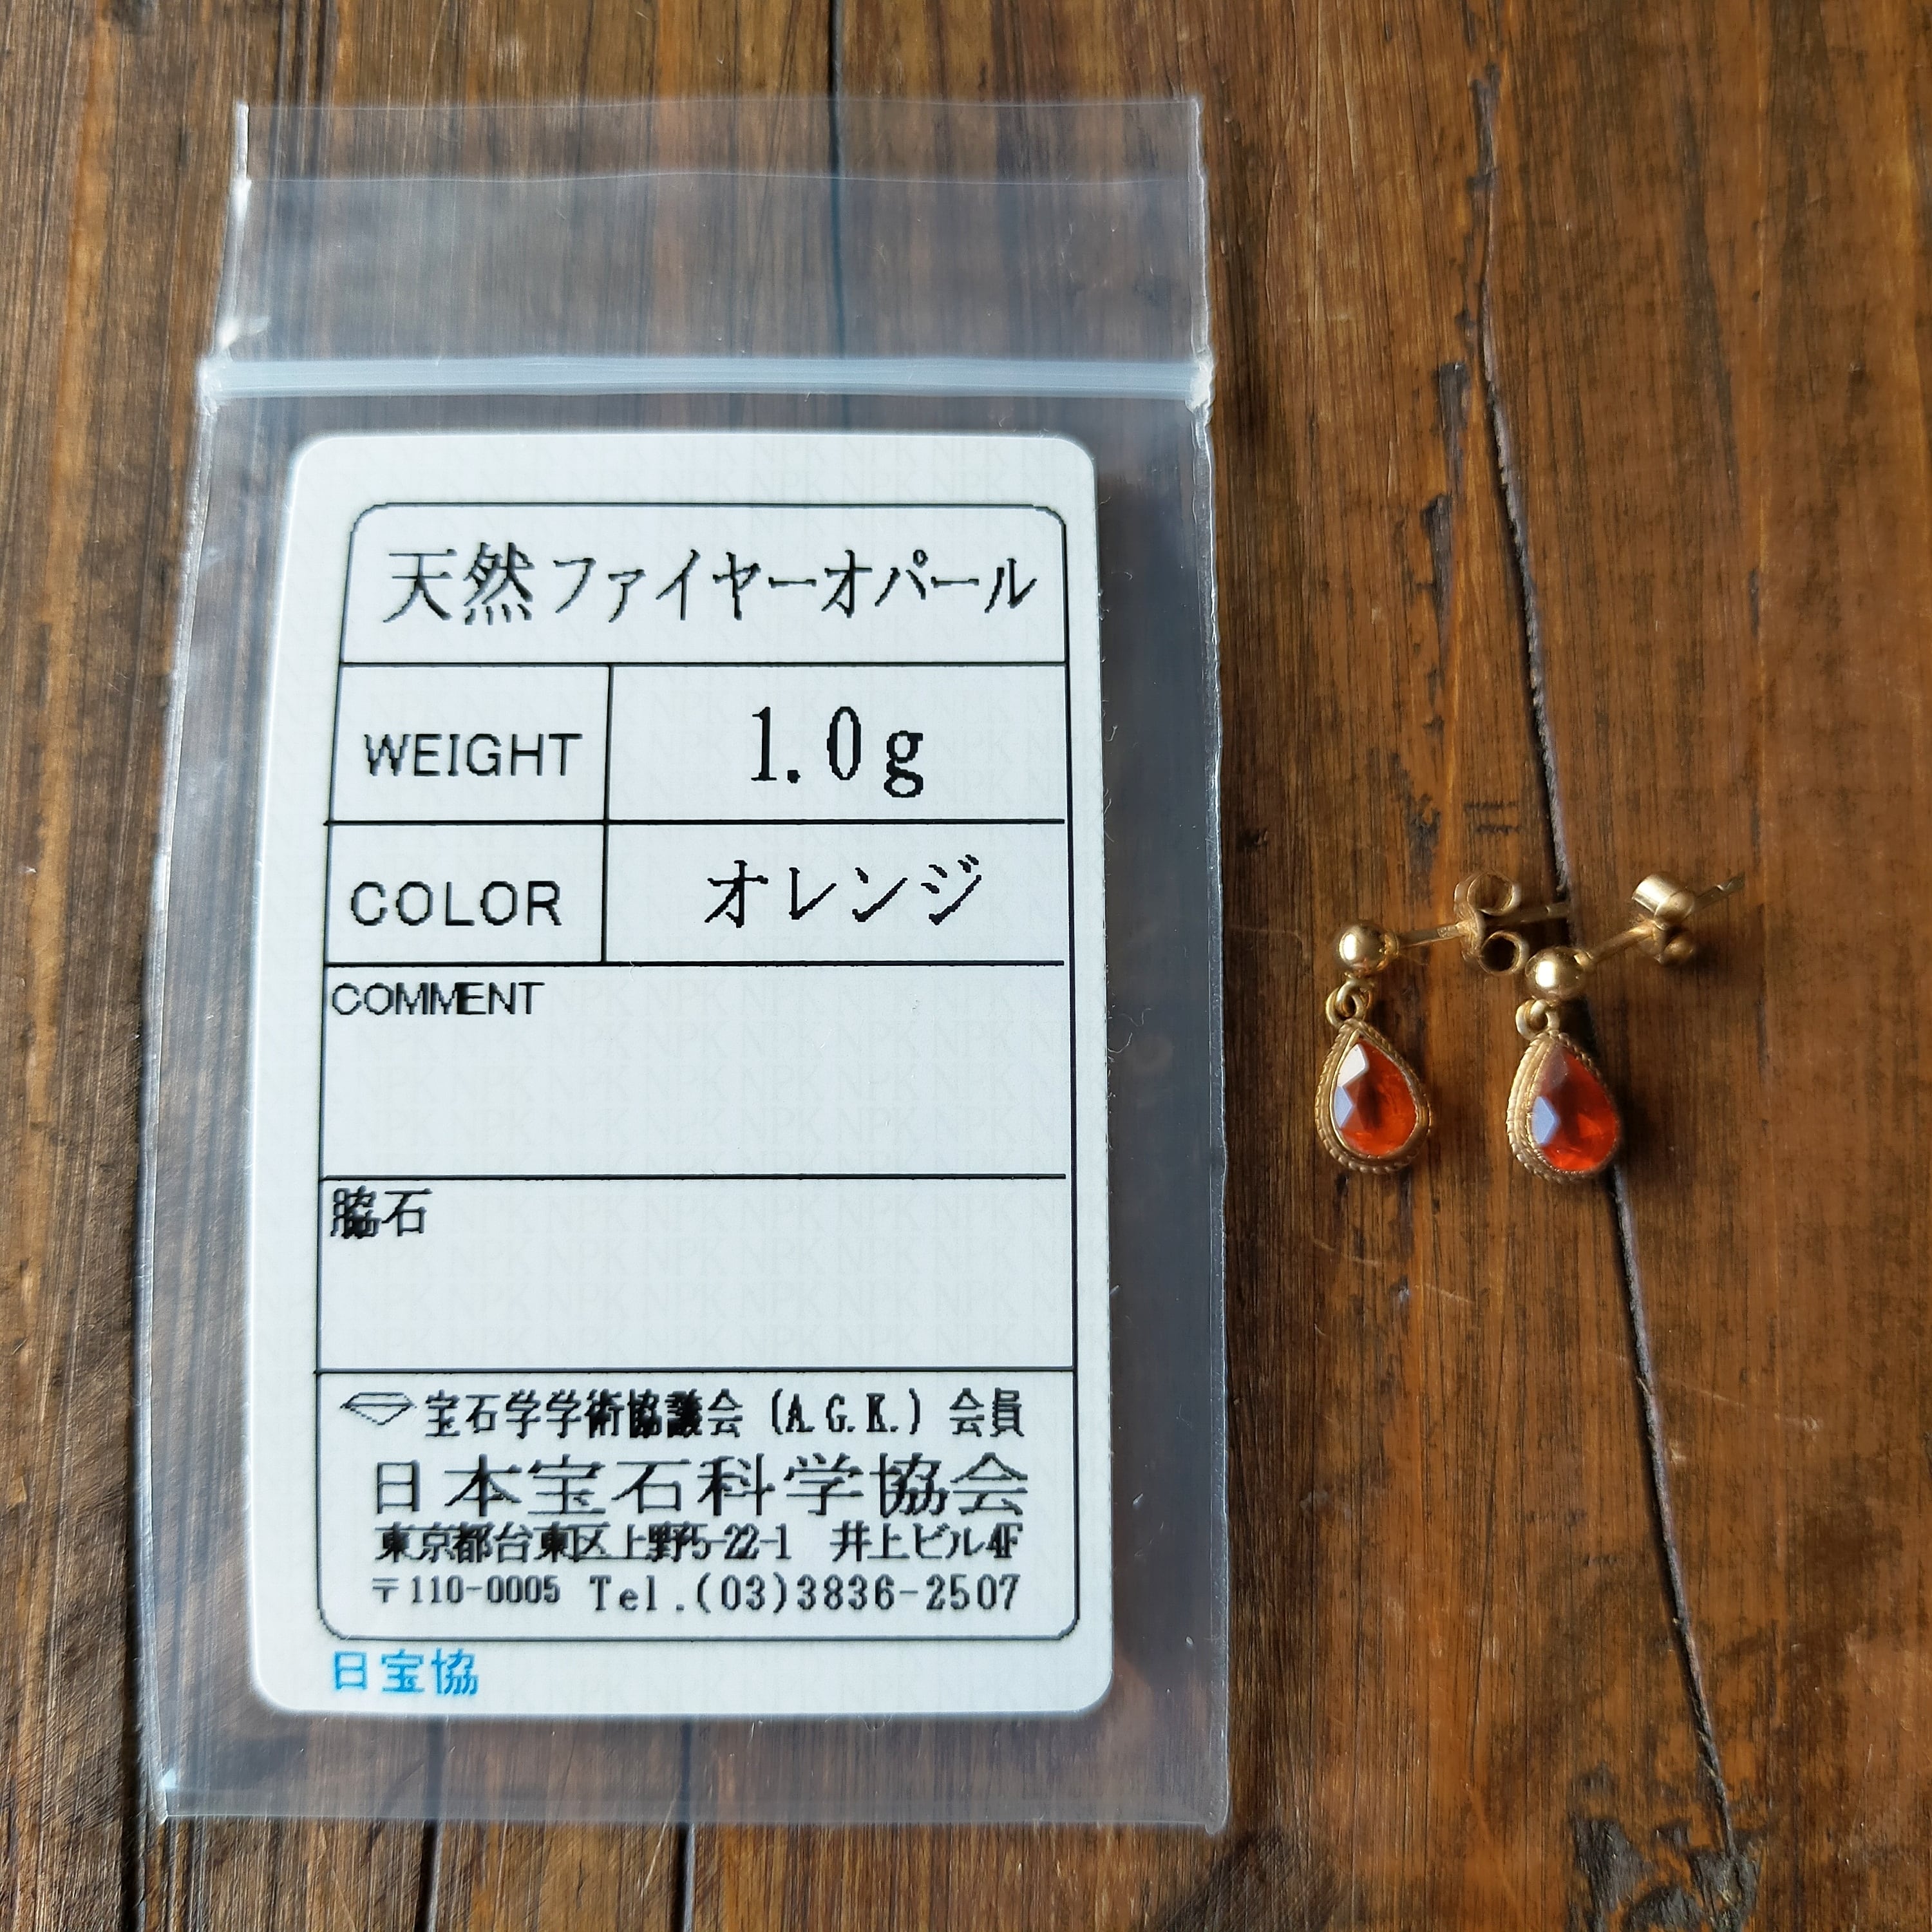 天然ファイヤーオパール
WEIGHT 1.0g
COLOR オレンジ
COMMENT
脇石
宝石学学術協議会 (A.G.K.) 会員
日本宝石科学協会
東京都台東区上野5-22-1 井上ビル4F
〒110-0005 Tel.(03)3836-2507
日宝協